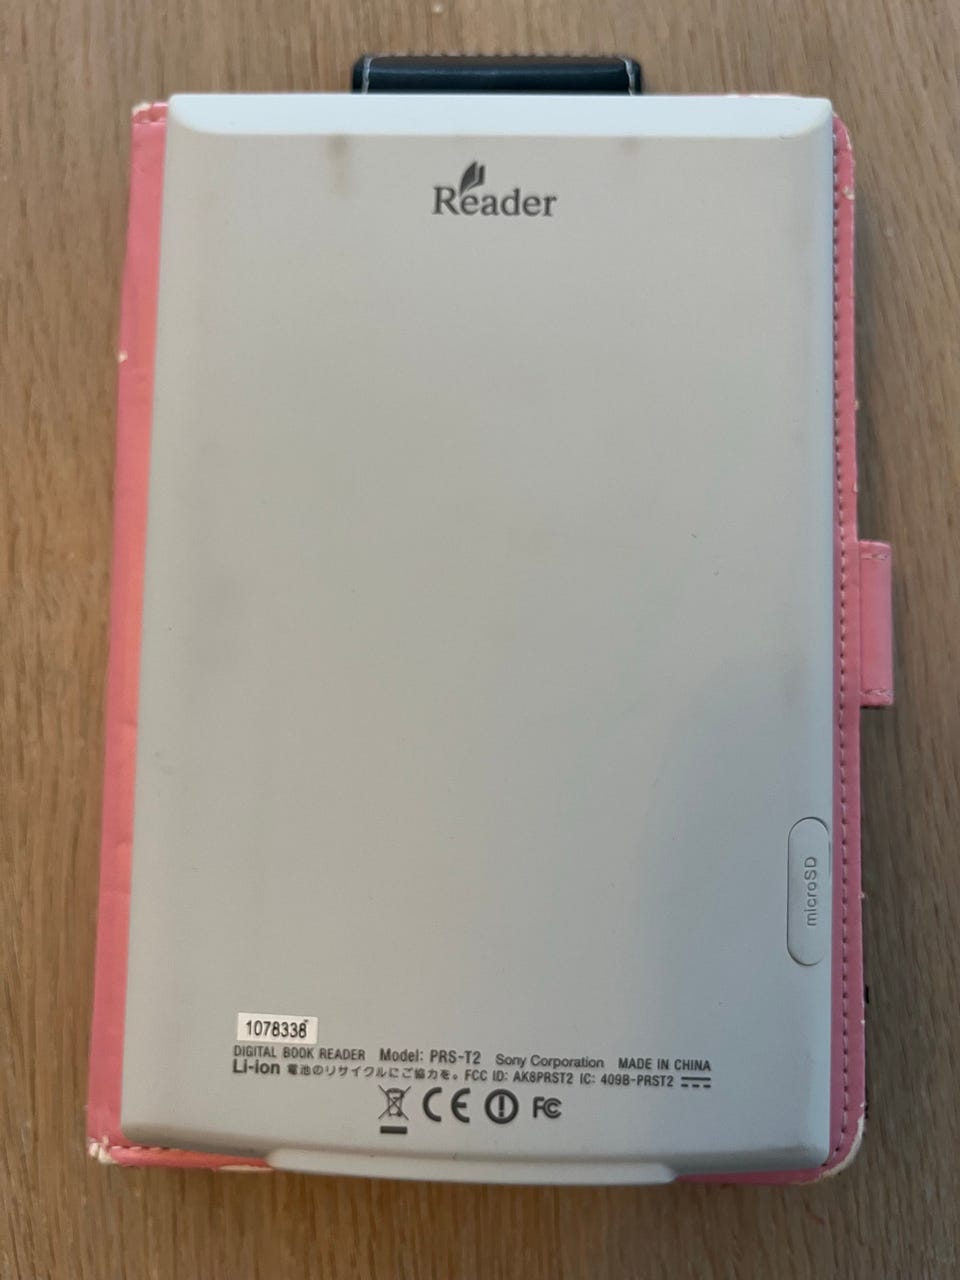 Reader
microSD
1078338
DIGITAL BOOK READER Model: PRS-T2 Sony Corporation MADE IN CHINA
Li-ion 電池のリサイクルにご協力を。 FCC ID: AK8PRST2 IC: 409B-PRST2
CE FC